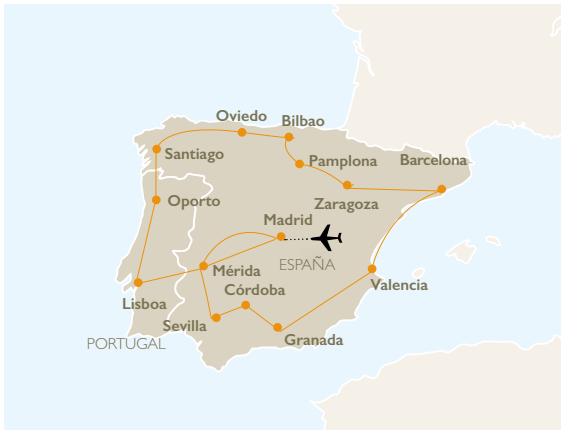 Oviedo
Bilbao
Santiago
Pamplona
Barcelona
Oporto
Zaragoza
Madrid
ESPAÑA
Mérida
Córdoba
Valencia
Lisboa
Sevilla
Granada
PORTUGAL